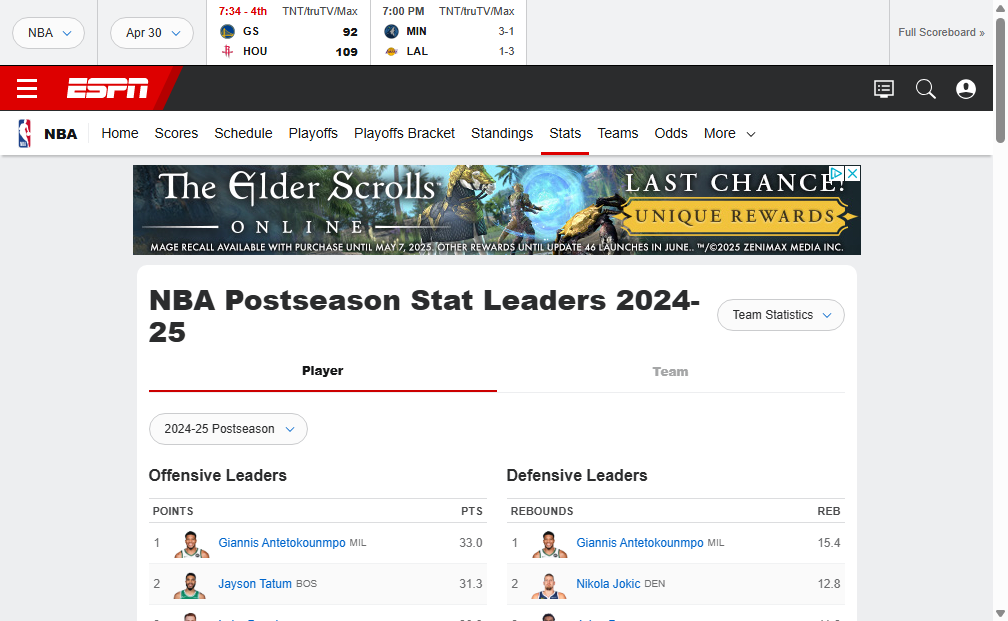 NBA
Apr 30
7:34 - 4th TNT/truTV/Max
GS 92
HOU 109
7:00 PM TNT/truTV/Max
MIN 3-1
LAL 1-3
Full Scoreboard »
ESPN
NBA Home Scores Schedule Playoffs Playoffs Bracket Standings Stats Teams Odds More
The Elder Scrolls
ONLINE
LAST CHANCE!
UNIQUE REWARDS
MAGE RECALL AVAILABLE WITH PURCHASE UNTIL MAY 7, 2025. OTHER REWARDS UNTIL UPDATE 46 LAUNCHES IN JUNE.. ™/©2025 ZENIMAX MEDIA INC.
NBA Postseason Stat Leaders 2024-
25
Team Statistics
Player Team
2024-25 Postseason
Offensive Leaders
POINTS PTS
1 Giannis Antetokounmpo MIL 33.0
2 Jayson Tatum BOS 31.3
Defensive Leaders
REBOUNDS REB
1 Giannis Antetokounmpo MIL 15.4
2 Nikola Jokic DEN 12.8